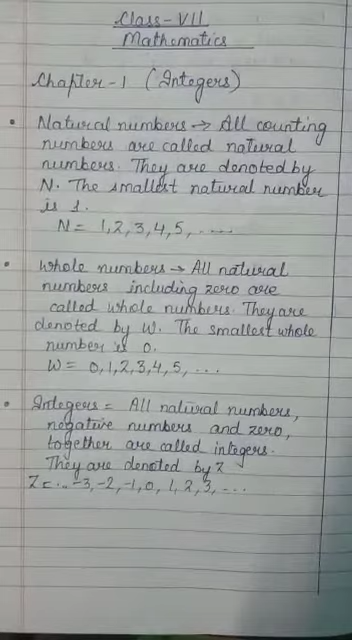 Class-VII
Mathematics
Chapter-1 (Integers)
• Natural numbers → All counting
numbers are called natural
numbers. They are denoted by
N. The smallest natural number
is 1.
N = 1,2,3,4,5, .....
• Whole numbers → All natural
numbers including zero are
called whole numbers. They are
denoted by W. The smallest whole
number is 0.
W = 0,1,2,3,4,5, ...
• Integers = All natural numbers,
negative numbers and zero,
together are called integers.
They are denoted by Z
Z = ... -3, -2, -1, 0, 1, 2, 3, ...